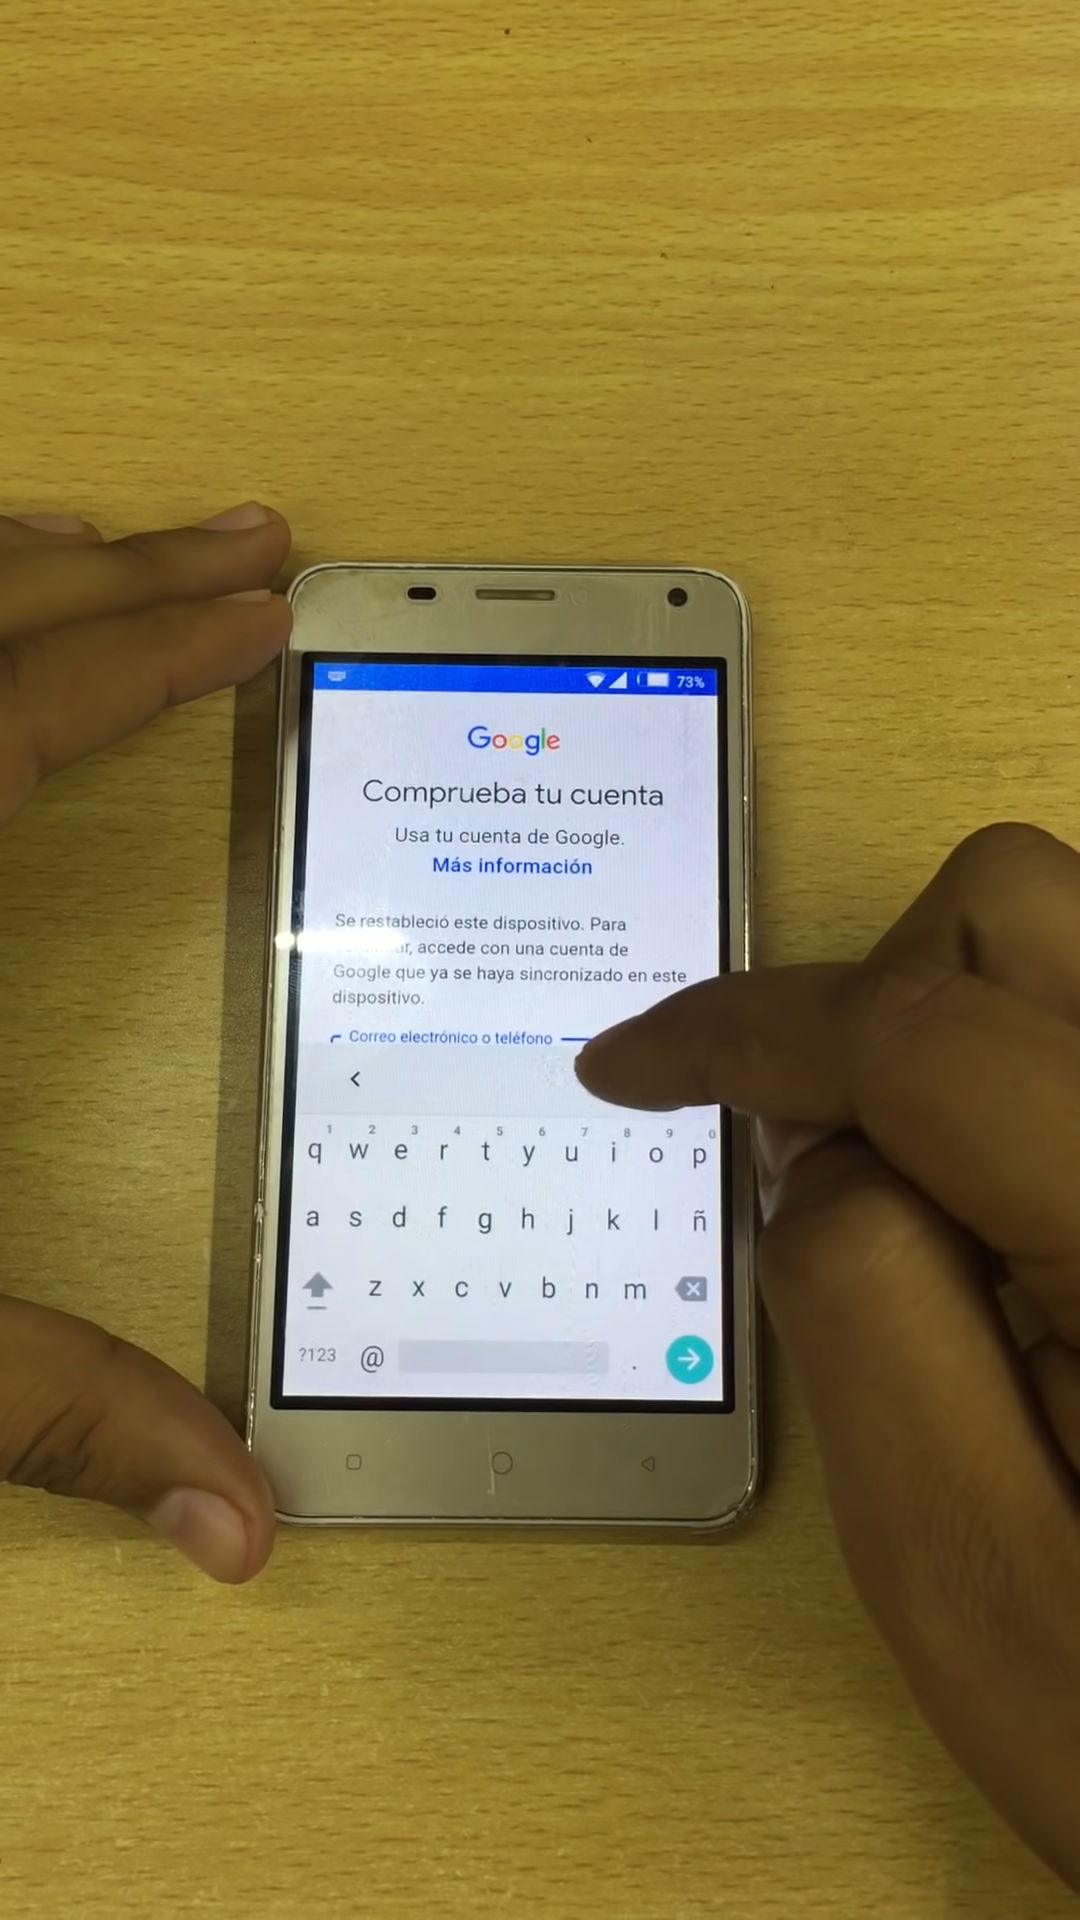 73%
Google
Comprueba tu cuenta
Usa tu cuenta de Google.
Más información
Se restableció este dispositivo. Para
accede con una cuenta de
Google que ya se haya sincronizado en este
dispositivo.
Correo electrónico o teléfono
1 2 3 4 5 6 7 8 9 0
q w e r t y u i o p
a s d f g h j k l ñ
z x c v b n m
?123 @ .